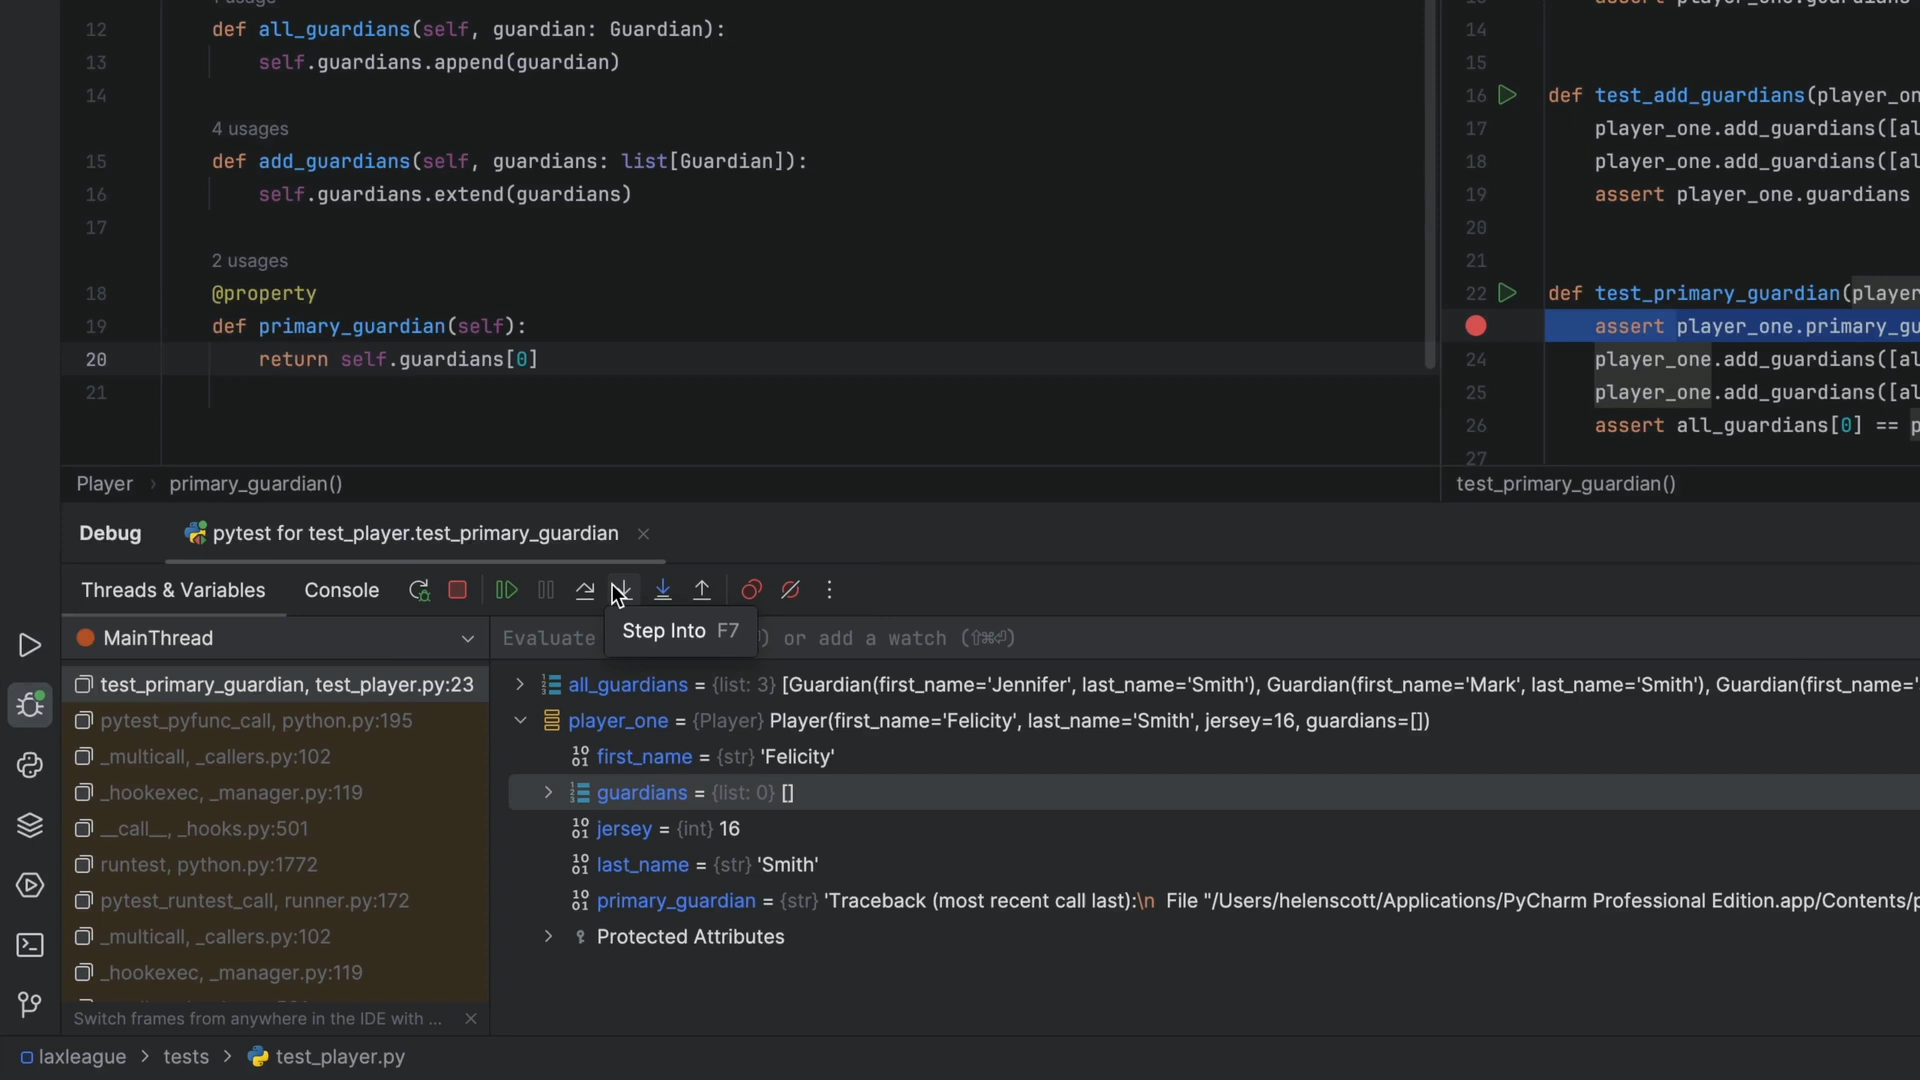 12 def all_guardians(self, guardian: Guardian):
13 self.guardians.append(guardian)
14
4 usages
15 def add_guardians(self, guardians: list[Guardian]):
16 self.guardians.extend(guardians)
17
2 usages
18 @property
19 def primary_guardian(self):
20 return self.guardians[0]
21
14
15
16 def test_add_guardians(player_on
17 player_one.add_guardians([al
18 player_one.add_guardians([al
19 assert player_one.guardians
20
21
22 def test_primary_guardian(player
assert player_one.primary_gu
24 player_one.add_guardians([al
25 player_one.add_guardians([al
26 assert all_guardians[0] == p
27
Player › primary_guardian()
test_primary_guardian()
Debug pytest for test_player.test_primary_guardian
Threads & Variables Console
MainThread
Evaluate
Step Into F7
) or add a watch (⇧⌘⏎)
test_primary_guardian, test_player.py:23
pytest_pyfunc_call, python.py:195
_multicall, _callers.py:102
_hookexec, _manager.py:119
__call__, _hooks.py:501
runtest, python.py:1772
pytest_runtest_call, runner.py:172
_multicall, _callers.py:102
_hookexec, _manager.py:119
Switch frames from anywhere in the IDE with ...
all_guardians = {list: 3} [Guardian(first_name='Jennifer', last_name='Smith'), Guardian(first_name='Mark', last_name='Smith'), Guardian(first_name='
player_one = {Player} Player(first_name='Felicity', last_name='Smith', jersey=16, guardians=[])
first_name = {str} 'Felicity'
guardians = {list: 0} []
jersey = {int} 16
last_name = {str} 'Smith'
primary_guardian = {str} 'Traceback (most recent call last):\n File "/Users/helenscott/Applications/PyCharm Professional Edition.app/Contents/p
Protected Attributes
laxleague › tests › test_player.py